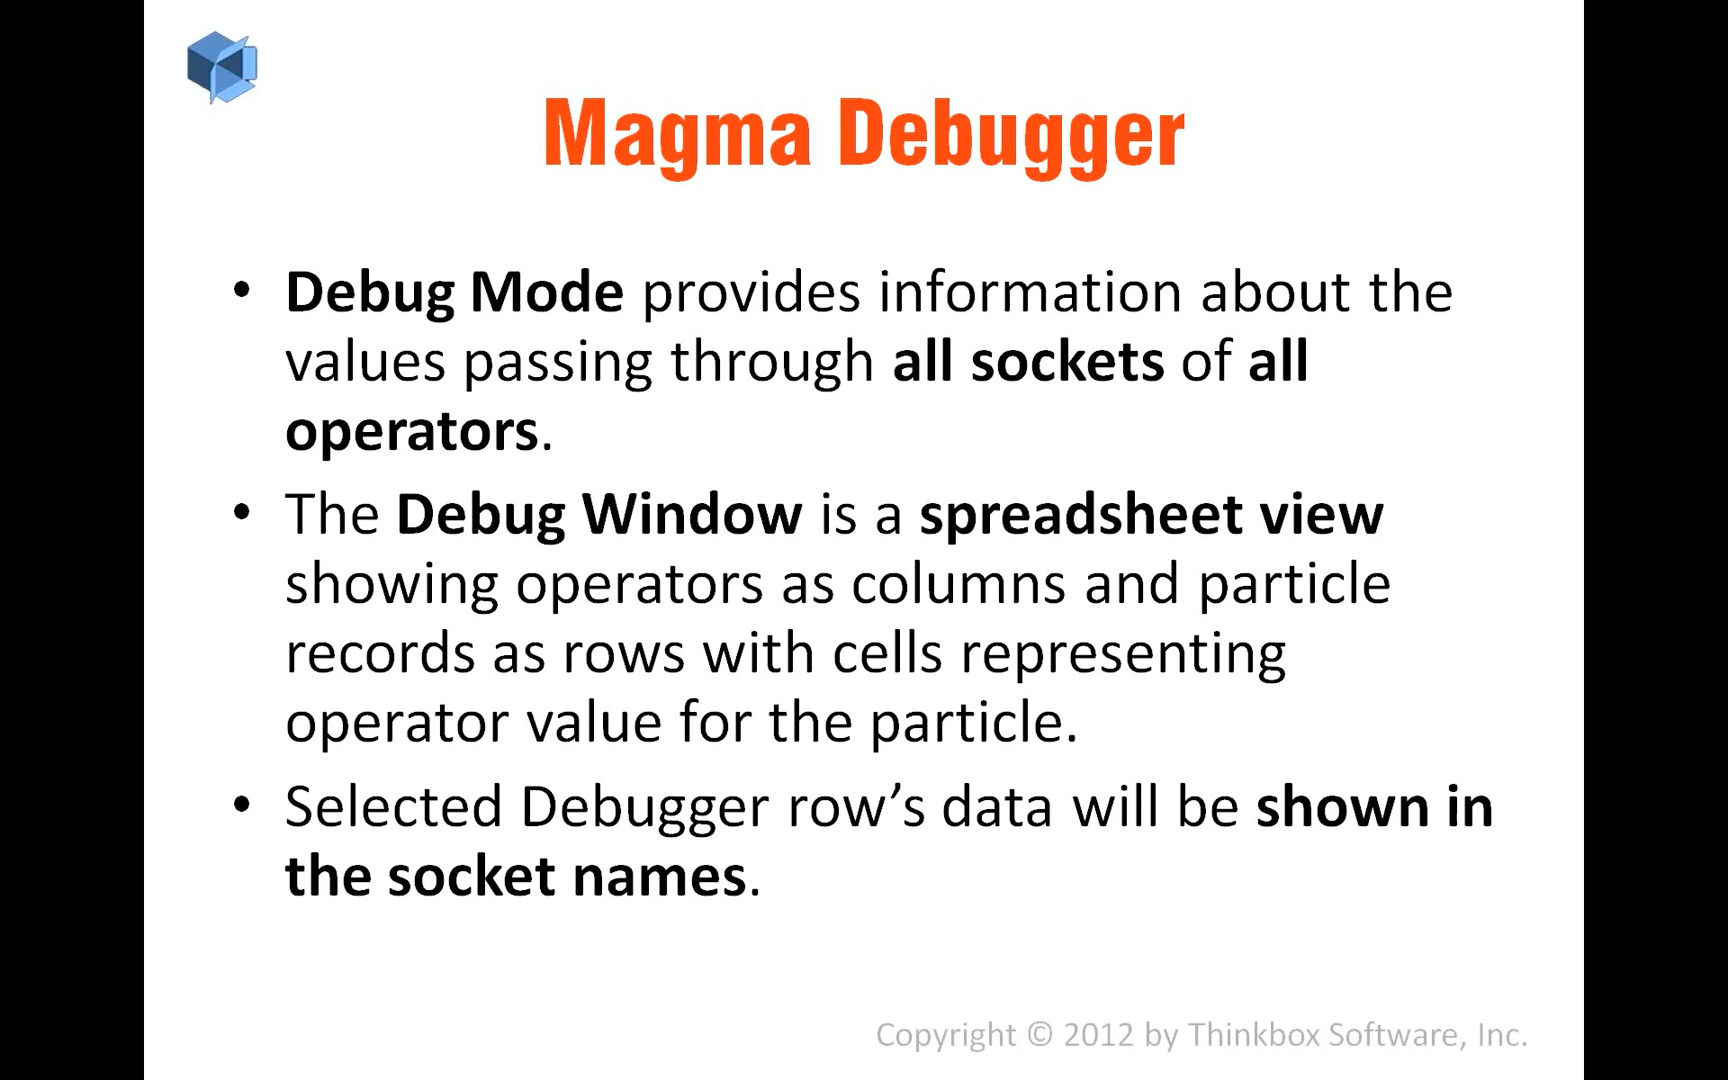 Magma Debugger
• Debug Mode provides information about the
values passing through all sockets of all
operators.
• The Debug Window is a spreadsheet view
showing operators as columns and particle
records as rows with cells representing
operator value for the particle.
• Selected Debugger row’s data will be shown in
the socket names.
Copyright © 2012 by Thinkbox Software, Inc.